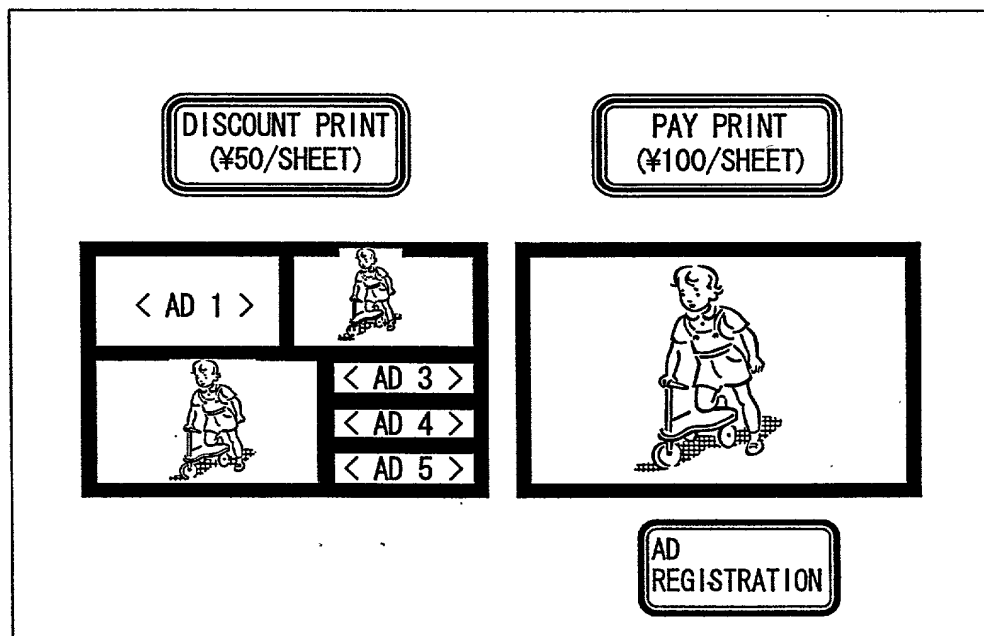 DISCOUNT PRINT
(¥50/SHEET)
PAY PRINT
(¥100/SHEET)
< AD 1 >
< AD 3 >
< AD 4 >
< AD 5 >
AD
REGISTRATION